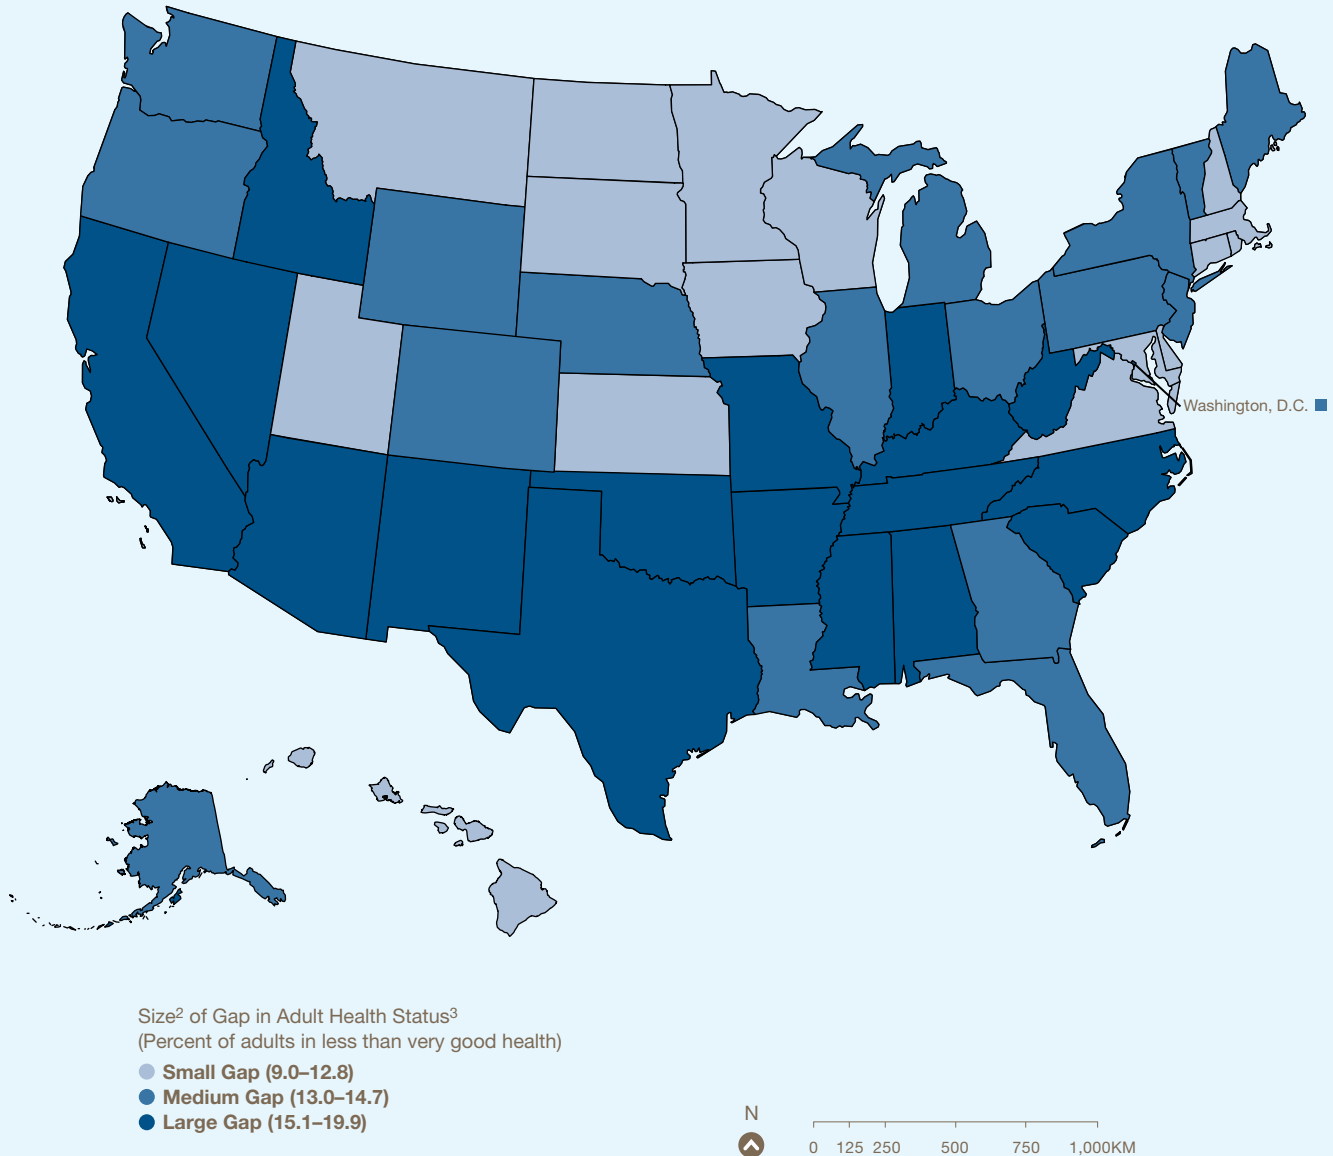 Washington, D.C.
Size2 of Gap in Adult Health Status3
(Percent of adults in less than very good health)
Small Gap (9.0–12.8)
Medium Gap (13.0–14.7)
Large Gap (15.1–19.9)
N
0 125 250 500 750 1,000KM